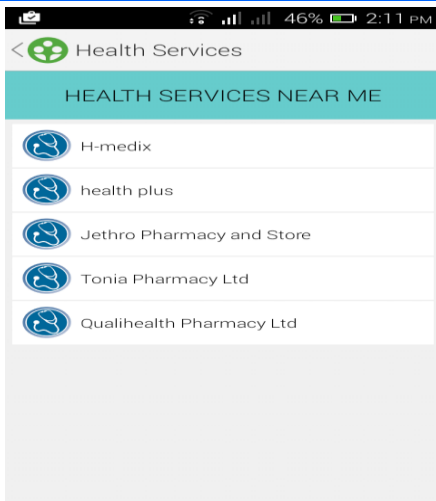 46% 2:11 PM
< Health Services
HEALTH SERVICES NEAR ME
H-medix
health plus
Jethro Pharmacy and Store
Tonia Pharmacy Ltd
Qualihealth Pharmacy Ltd